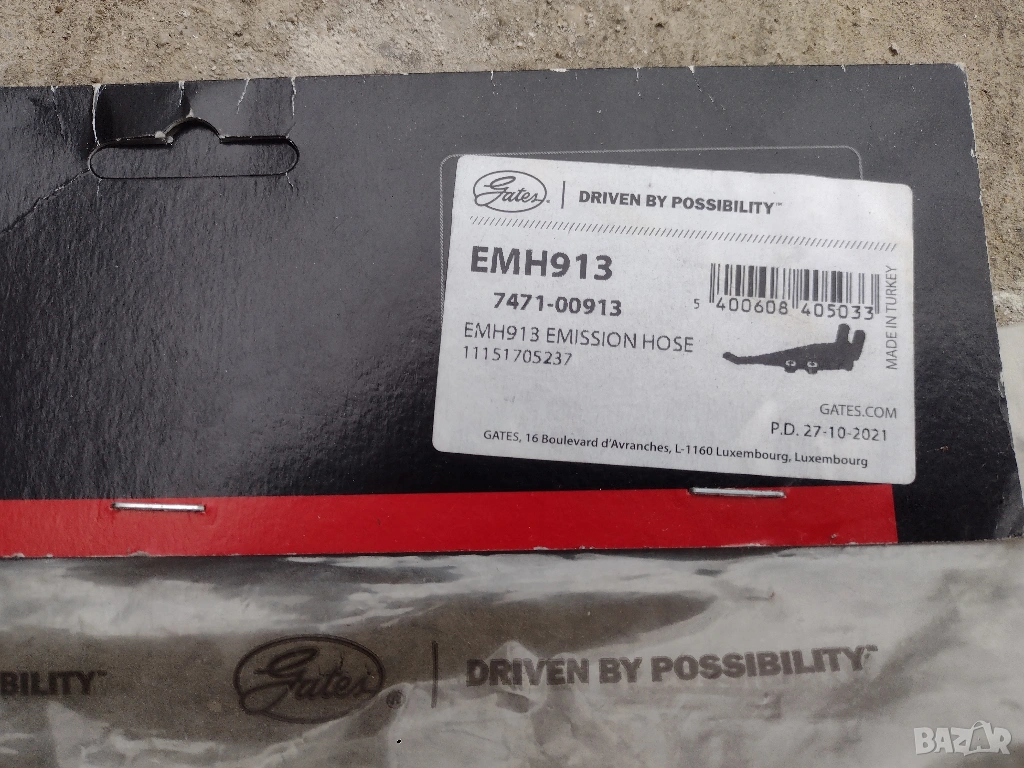 Gates® | DRIVEN BY POSSIBILITY™
EMH913
7471-00913
EMH913 EMISSION HOSE
11151705237
5 400608 405033
MADE IN TURKEY
GATES.COM
P.D. 27-10-2021
GATES, 16 Boulevard d'Avranches, L-1160 Luxembourg, Luxembourg
BILITY™ Gates® | DRIVEN BY POSSIBILITY™
BAZAR